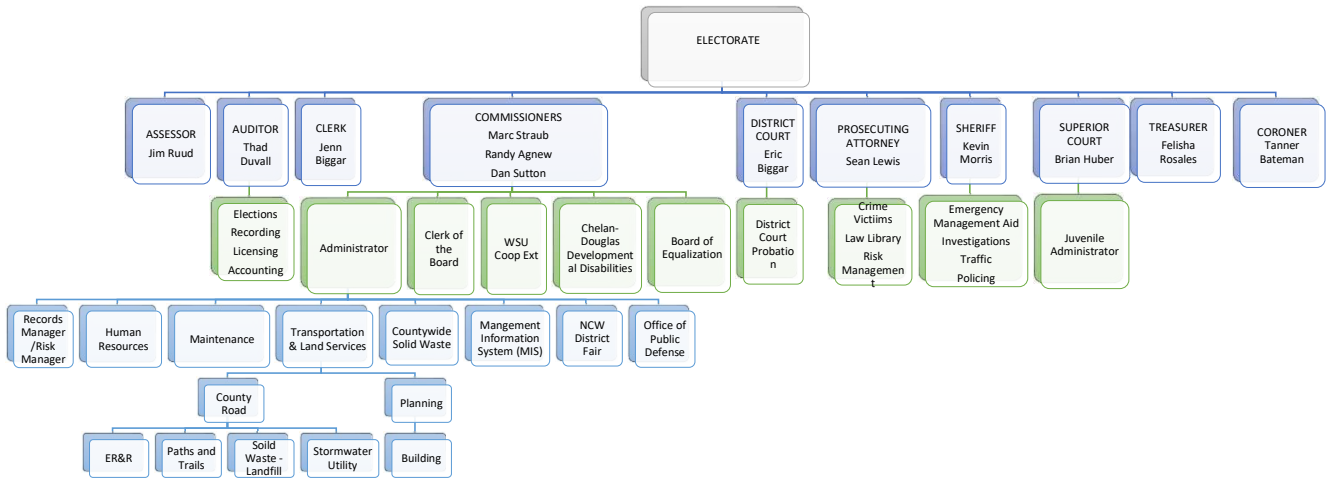 ELECTORATE
ASSESSOR
Jim Ruud
AUDITOR
Thad
Duvall
CLERK
Jenn
Biggar
COMMISSIONERS
Marc Straub
Randy Agnew
Dan Sutton
DISTRICT
COURT
Eric
Biggar
PROSECUTING
ATTORNEY
Sean Lewis
SHERIFF
Kevin
Morris
SUPERIOR
COURT
Brian Huber
TREASURER
Felisha
Rosales
CORONER
Tanner
Bateman
Elections
Recording
Licensing
Accounting
Administrator
Clerk of
the
Board
WSU
Coop Ext
Chelan-
Douglas
Development
al Disabilities
Board of
Equalization
District
Court
Probatio
n
Crime
Victiims
Law Library
Risk
Managemen
t
Emergency
Management Aid
Investigations
Traffic
Policing
Juvenile
Administrator
Records
Manager
/Risk
Manager
Human
Resources
Maintenance
Transportation
& Land Services
Countywide
Solid Waste
Mangement
Information
System (MIS)
NCW
District
Fair
Office of
Public
Defense
County
Road
Planning
ER&R
Paths and
Trails
Soild
Waste -
Landfill
Stormwater
Utility
Building